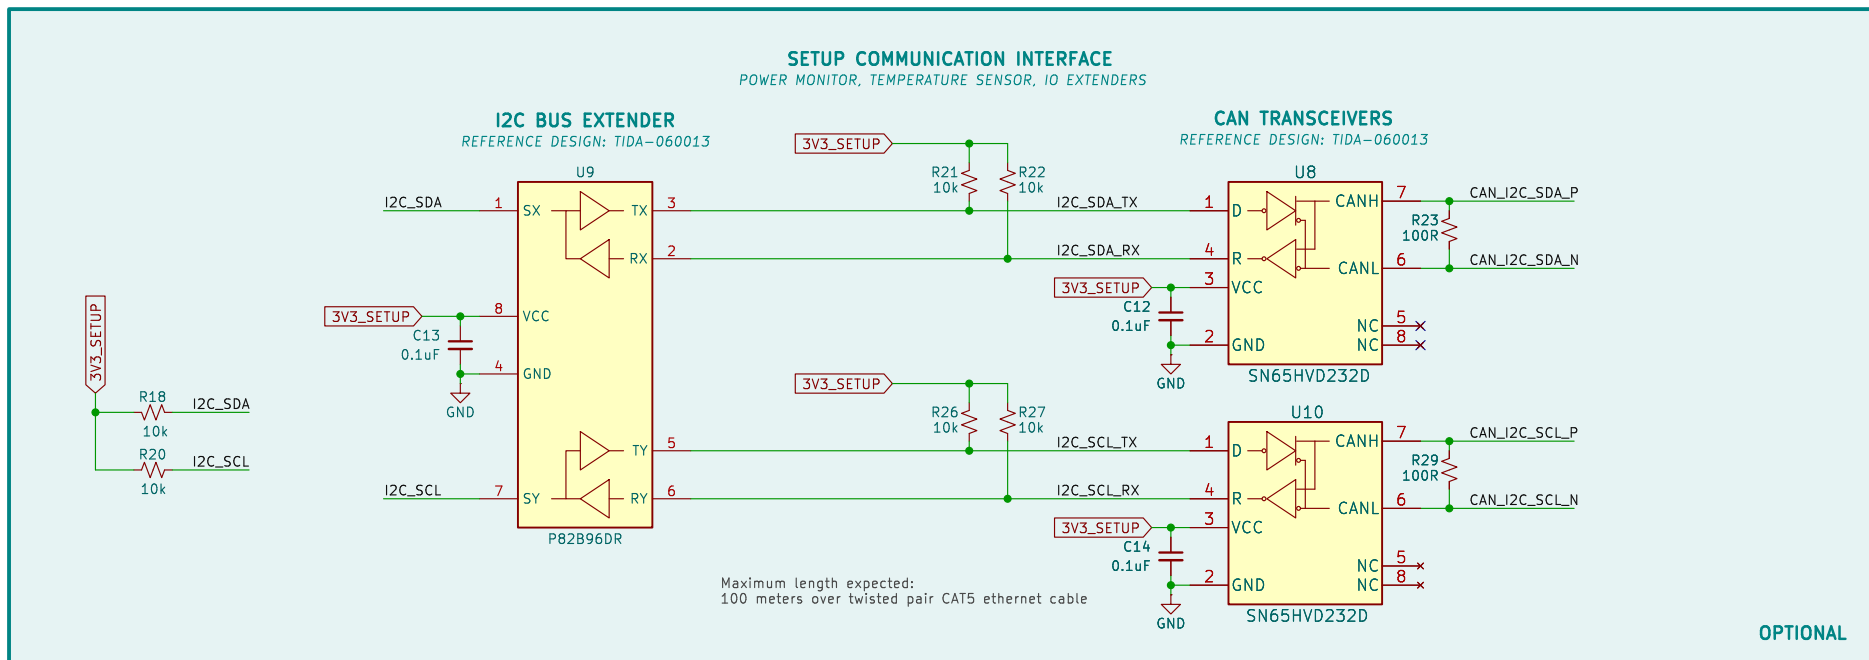 SETUP COMMUNICATION INTERFACE
POWER MONITOR, TEMPERATURE SENSOR, IO EXTENDERS
I2C BUS EXTENDER
REFERENCE DESIGN: TIDA-060013
CAN TRANSCEIVERS
REFERENCE DESIGN: TIDA-060013
3V3_SETUP
R18
10k
I2C_SDA
R20
10k
I2C_SCL
U9
I2C_SDA
1
SX
TX
3
RX
2
3V3_SETUP
8
VCC
C13
0.1uF
4
GND
GND
TY
5
I2C_SCL
7
SY
RY
6
P82B96DR
3V3_SETUP
R21
10k
R22
10k
I2C_SDA_TX
I2C_SDA_RX
3V3_SETUP
C12
0.1uF
GND
U8
1
D
4
R
3
VCC
2
GND
CANH
7
CANL
6
NC
5
NC
8
SN65HVD232D
CAN_I2C_SDA_P
R23
100R
CAN_I2C_SDA_N
3V3_SETUP
R26
10k
R27
10k
I2C_SCL_TX
I2C_SCL_RX
3V3_SETUP
C14
0.1uF
GND
U10
1
D
4
R
3
VCC
2
GND
CANH
7
CANL
6
NC
5
NC
8
SN65HVD232D
CAN_I2C_SCL_P
R29
100R
CAN_I2C_SCL_N
Maximum length expected:
100 meters over twisted pair CAT5 ethernet cable
OPTIONAL